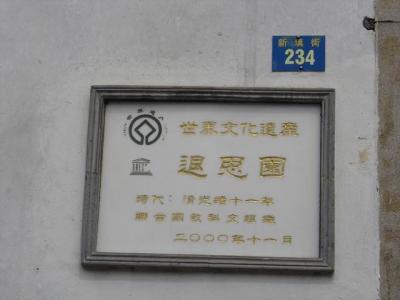 新填街
234
世界文化遺產
退思園
時代：清光緒十一年
聯合國教科文組織
二〇〇〇年十一月